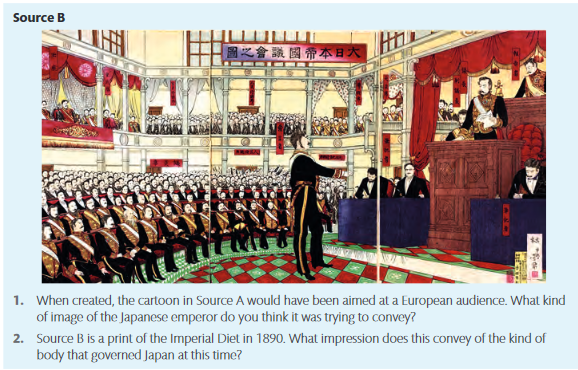 Source B
大日本帝國議會之圖
1. When created, the cartoon in Source A would have been aimed at a European audience. What kind
of image of the Japanese emperor do you think it was trying to convey?
2. Source B is a print of the Imperial Diet in 1890. What impression does this convey of the kind of
body that governed Japan at this time?